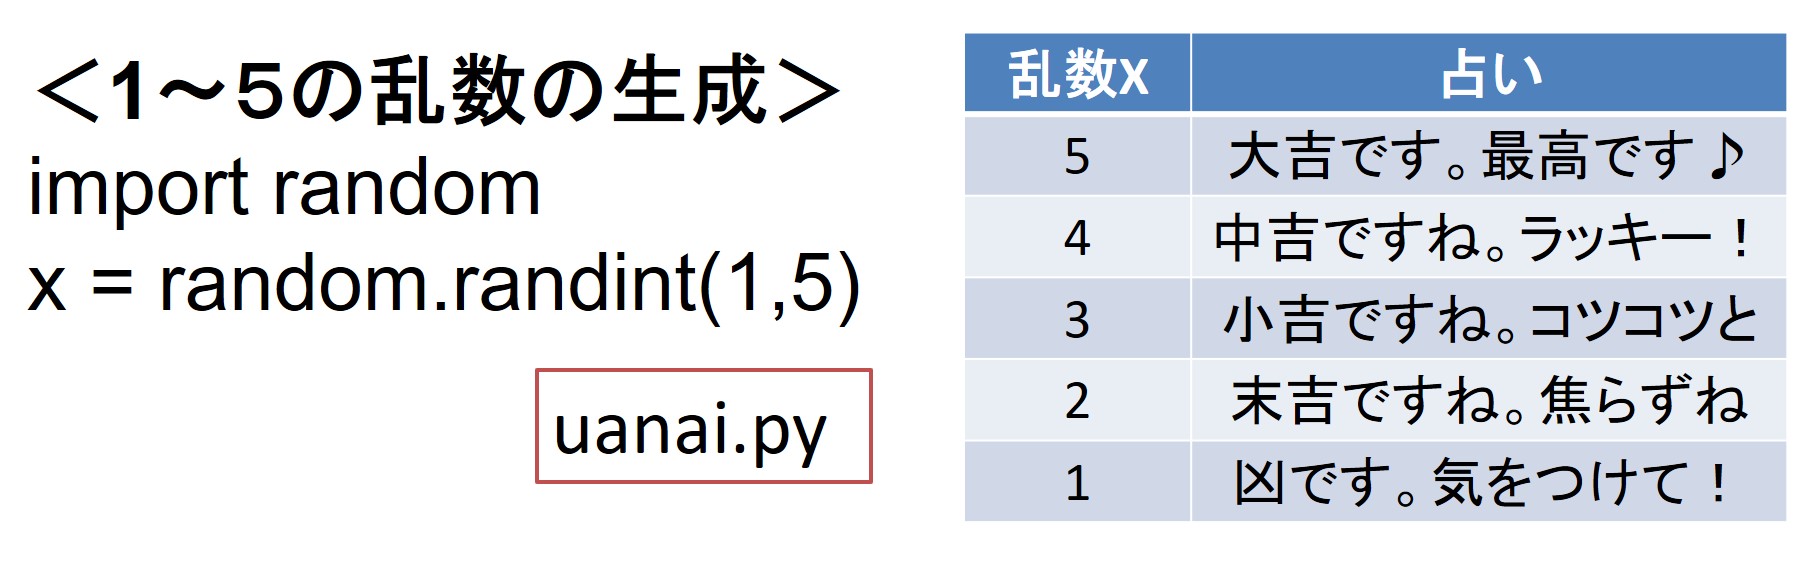 ＜1～5の乱数の生成＞
import random
x = random.randint(1,5)
uanai.py
乱数x 占い
5 大吉です。最高です♪
4 中吉ですね。ラッキー！
3 小吉ですね。コツコツと
2 末吉ですね。焦らずね
1 凶です。気をつけて！